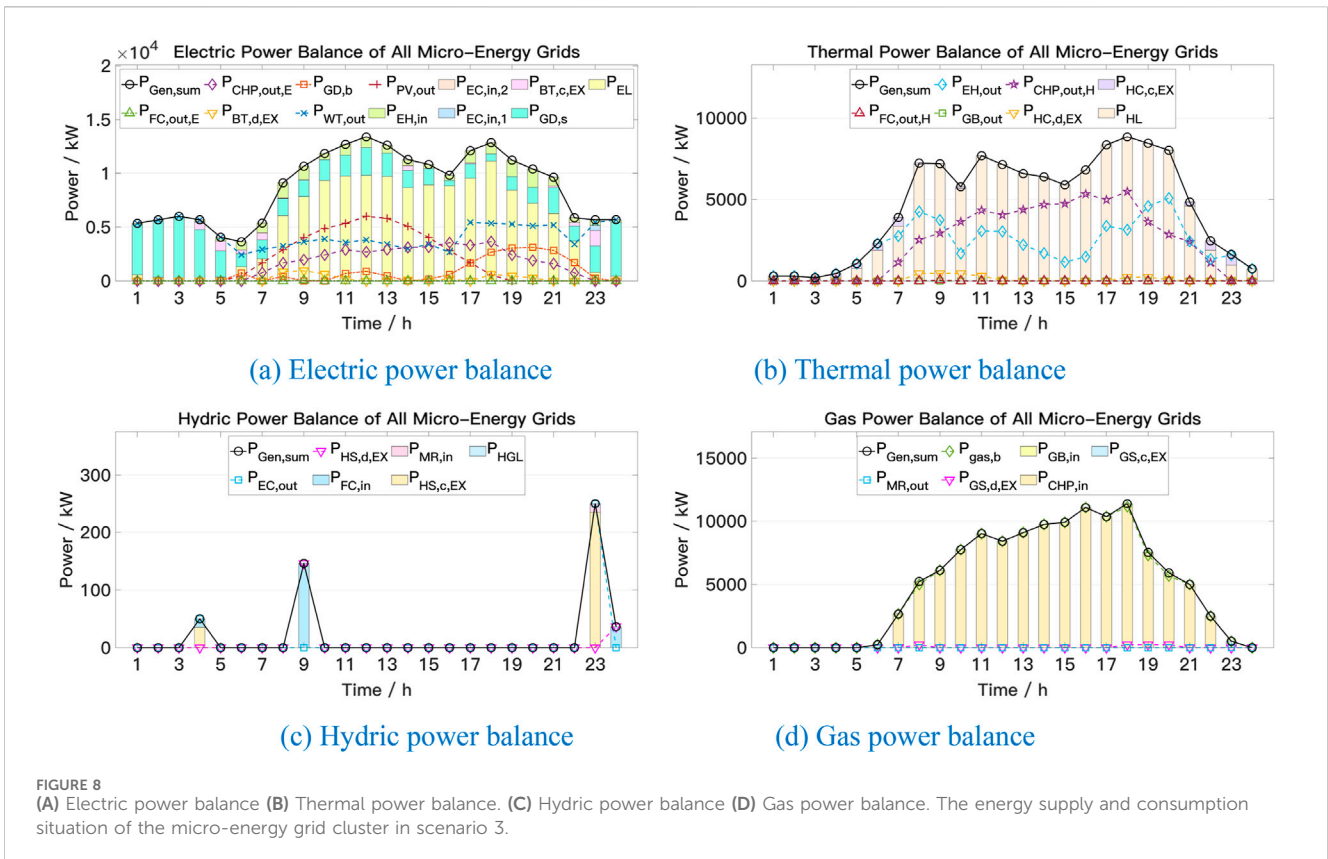 Electric Power Balance of All Micro-Energy Grids
×10⁴
2
1.5
1
0.5
0
Power / kW
P_Gen,sum P_CHP,out,E P_GD,b P_PV,out P_EC,in,2 P_BT,c,EX P_EL
P_FC,out,E P_BT,d,EX P_WT,out P_EH,in P_EC,in,1 P_GD,s
1 3 5 7 9 11 13 15 17 19 21 23
Time / h
(a) Electric power balance
Thermal Power Balance of All Micro-Energy Grids
10000
5000
0
Power / kW
P_Gen,sum P_EH,out P_CHP,out,H P_HC,c,EX
P_FC,out,H P_GB,out P_HC,d,EX P_HL
1 3 5 7 9 11 13 15 17 19 21 23
Time / h
(b) Thermal power balance
Hydric Power Balance of All Micro-Energy Grids
300
200
100
0
Power / kW
P_Gen,sum P_HS,d,EX P_MR,in P_HGL
P_EC,out P_FC,in P_HS,c,EX
1 3 5 7 9 11 13 15 17 19 21 23
Time / h
(c) Hydric power balance
Gas Power Balance of All Micro-Energy Grids
15000
10000
5000
0
Power / kW
P_Gen,sum P_gas,b P_GB,in P_GS,c,EX
P_MR,out P_GS,d,EX P_CHP,in
1 3 5 7 9 11 13 15 17 19 21 23
Time / h
(d) Gas power balance
FIGURE 8
(A) Electric power balance (B) Thermal power balance. (C) Hydric power balance (D) Gas power balance. The energy supply and consumption
situation of the micro-energy grid cluster in scenario 3.